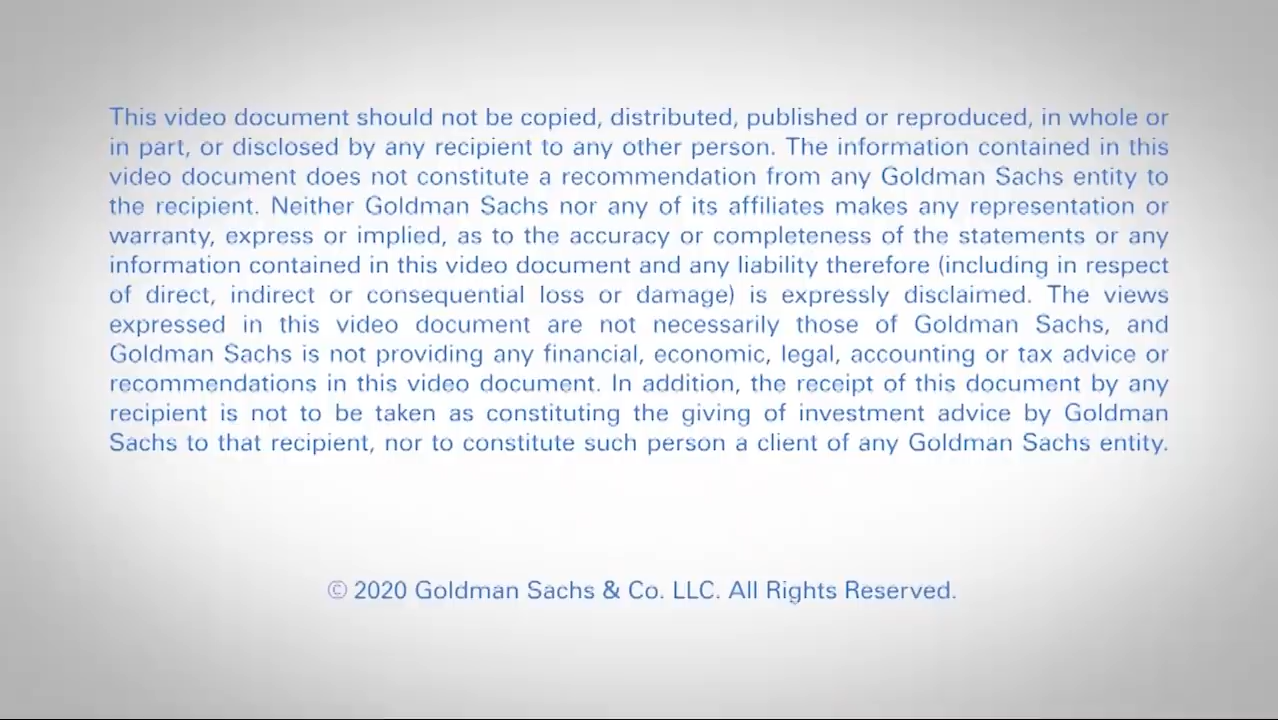 This video document should not be copied, distributed, published or reproduced, in whole or
in part, or disclosed by any recipient to any other person. The information contained in this
video document does not constitute a recommendation from any Goldman Sachs entity to
the recipient. Neither Goldman Sachs nor any of its affiliates makes any representation or
warranty, express or implied, as to the accuracy or completeness of the statements or any
information contained in this video document and any liability therefore (including in respect
of direct, indirect or consequential loss or damage) is expressly disclaimed. The views
expressed in this video document are not necessarily those of Goldman Sachs, and
Goldman Sachs is not providing any financial, economic, legal, accounting or tax advice or
recommendations in this video document. In addition, the receipt of this document by any
recipient is not to be taken as constituting the giving of investment advice by Goldman
Sachs to that recipient, nor to constitute such person a client of any Goldman Sachs entity.
© 2020 Goldman Sachs & Co. LLC. All Rights Reserved.